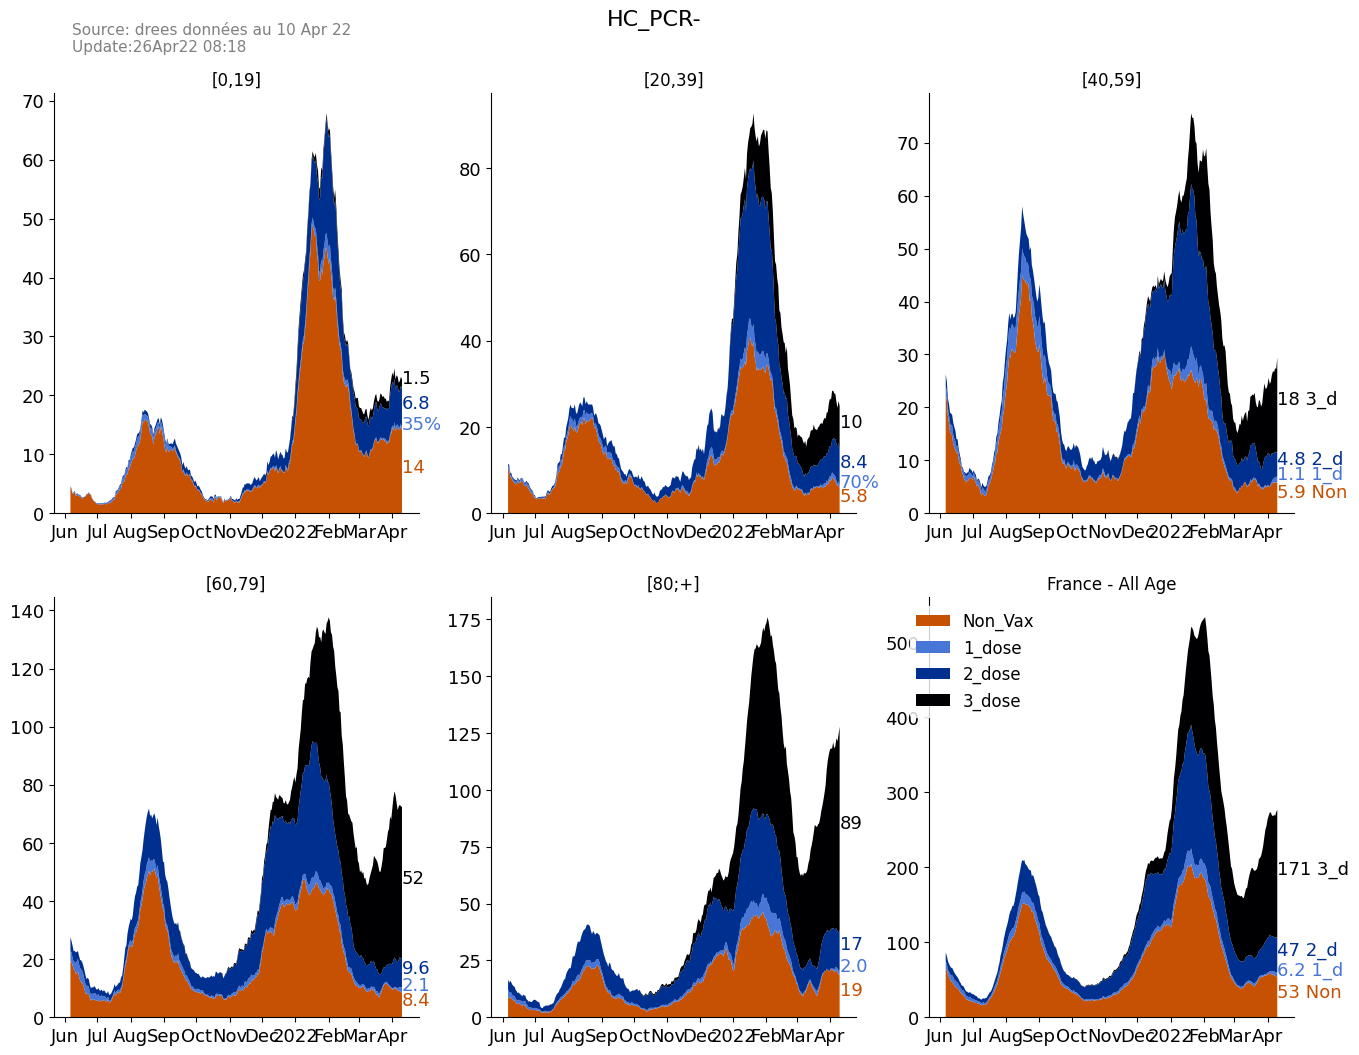 HC_PCR-
Source: drees données au 10 Apr 22
Update:26Apr22 08:18
[0,19]
70
60
50
40
30
20
10
0
1.5
6.8
35%
14
Jun Jul Aug Sep Oct Nov Dec 2022 Feb Mar Apr
[20,39]
80
60
40
20
0
10
8.4
70%
5.8
Jun Jul Aug Sep Oct Nov Dec 2022 Feb Mar Apr
[40,59]
70
60
50
40
30
20
10
0
18 3_d
4.8 2_d
1.1 1_d
5.9 Non
Jun Jul Aug Sep Oct Nov Dec 2022 Feb Mar Apr
[60,79]
140
120
100
80
60
40
20
0
52
9.6
2.1
8.4
Jun Jul Aug Sep Oct Nov Dec 2022 Feb Mar Apr
[80;+]
175
150
125
100
75
50
25
0
89
17
2.0
19
Jun Jul Aug Sep Oct Nov Dec 2022 Feb Mar Apr
France - All Age
Non_Vax
1_dose
2_dose
3_dose
500
400
300
200
100
0
171 3_d
47 2_d
6.2 1_d
53 Non
Jun Jul Aug Sep Oct Nov Dec 2022 Feb Mar Apr